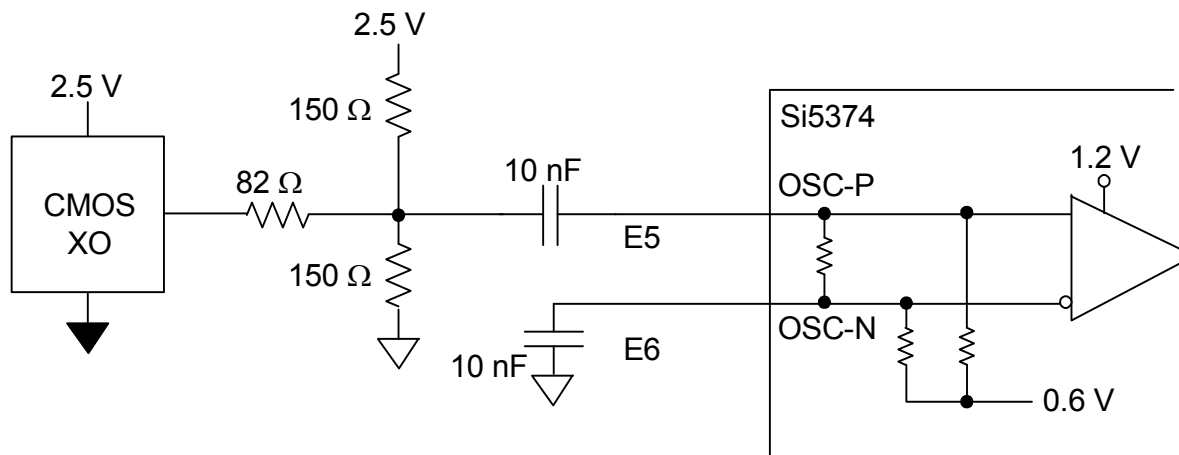 2.5 V
2.5 V
150 Ω
Si5374
1.2 V
10 nF
OSC-P
82 Ω
CMOS
XO
E5
150 Ω
OSC-N
E6
10 nF
0.6 V